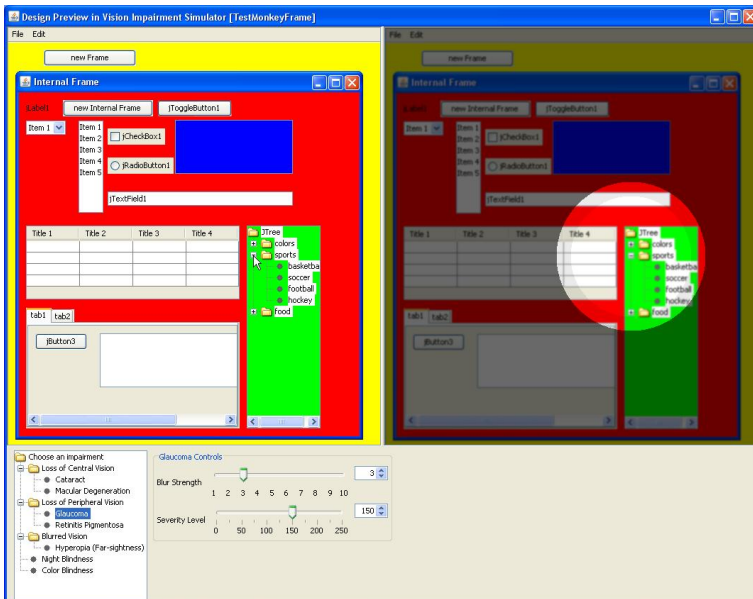 Design Preview in Vision Impairment Simulator [TestMonkeyFrame]
File Edit
new Frame
Internal Frame
jLabel1 new Internal Frame jToggleButton1
Item 1
Item 1
Item 2
Item 3
Item 4
Item 5
jCheckBox1
jRadioButton1
jTextField1
Title 1 Title 2 Title 3 Title 4
JTree
colors
sports
basketba
soccer
football
hockey
food
tab1 tab2
jButton3
File Edit
new Frame
Internal Frame
new Internal Frame jToggleButton1
Item 1
Item 1
Item 2
Item 3
Item 4
Item 5
jCheckBox1
jRadioButton1
jTextField1
Title 1 Title 2 Title 3 Title 4
JTree
colors
sports
basketba
soccer
football
hockey
food
tab1 tab2
jButton3
Choose an impairment
Loss of Central Vision
Cataract
Macular Degeneration
Loss of Peripheral Vision
Glaucoma
Retinitis Pigmentosa
Blurred Vision
Hyperopia (Far-sightness)
Night Blindness
Color Blindness
Glaucoma Controls
Blur Strength 3
1 2 3 4 5 6 7 8 9 10
Severity Level 150
0 50 100 150 200 250